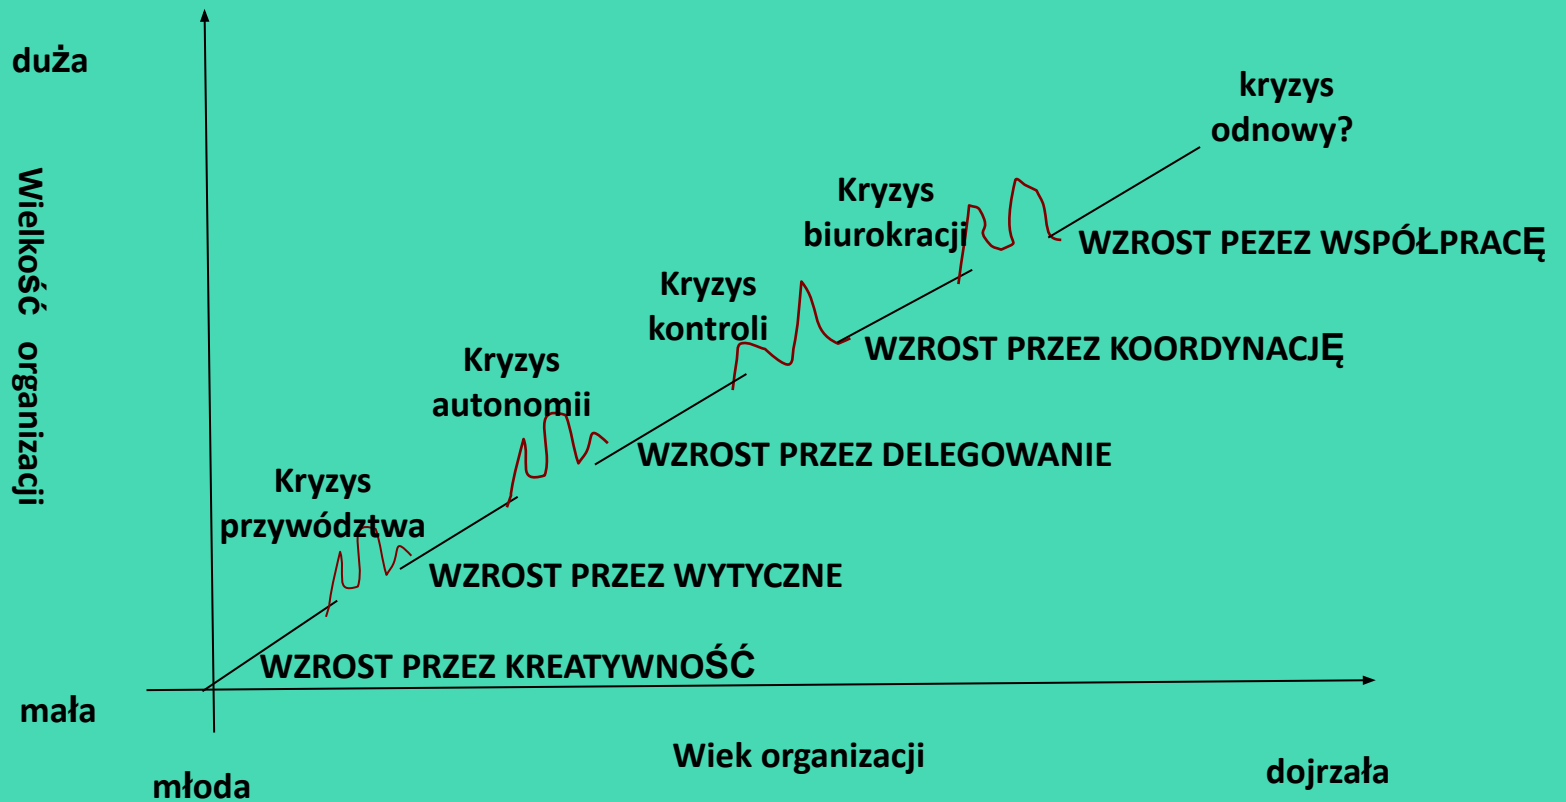 duża
kryzys
odnowy?
Wielkość organizacji
Kryzys
biurokracji
WZROST PEZEZ WSPÓŁPRACĘ
Kryzys
kontroli
WZROST PRZEZ KOORDYNACJĘ
Kryzys
autonomii
WZROST PRZEZ DELEGOWANIE
Kryzys
przywództwa
WZROST PRZEZ WYTYCZNE
WZROST PRZEZ KREATYWNOŚĆ
mała
Wiek organizacji
młoda
dojrzała